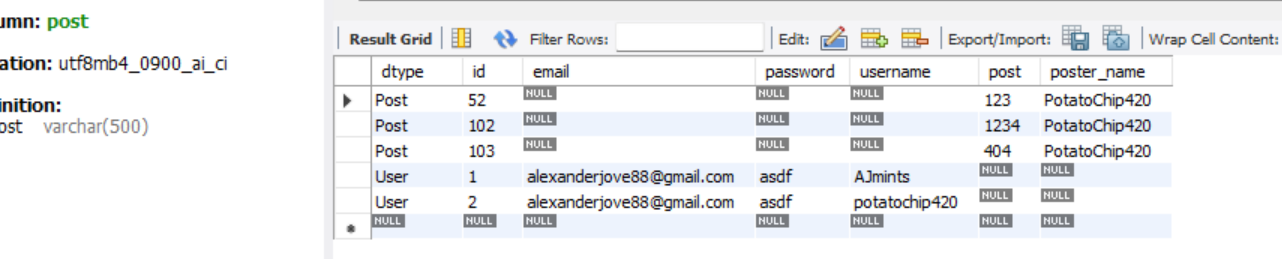 umn: post
ation: utf8mb4_0900_ai_ci
inition:
ost varchar(500)
Result Grid Filter Rows: Edit: Export/Import: Wrap Cell Content:
dtype id email password username post poster_name
Post 52 NULL NULL NULL 123 PotatoChip420
Post 102 NULL NULL NULL 1234 PotatoChip420
Post 103 NULL NULL NULL 404 PotatoChip420
User 1 alexanderjove88@gmail.com asdf AJmints NULL NULL
User 2 alexanderjove88@gmail.com asdf potatochip420 NULL NULL
NULL NULL NULL NULL NULL NULL NULL